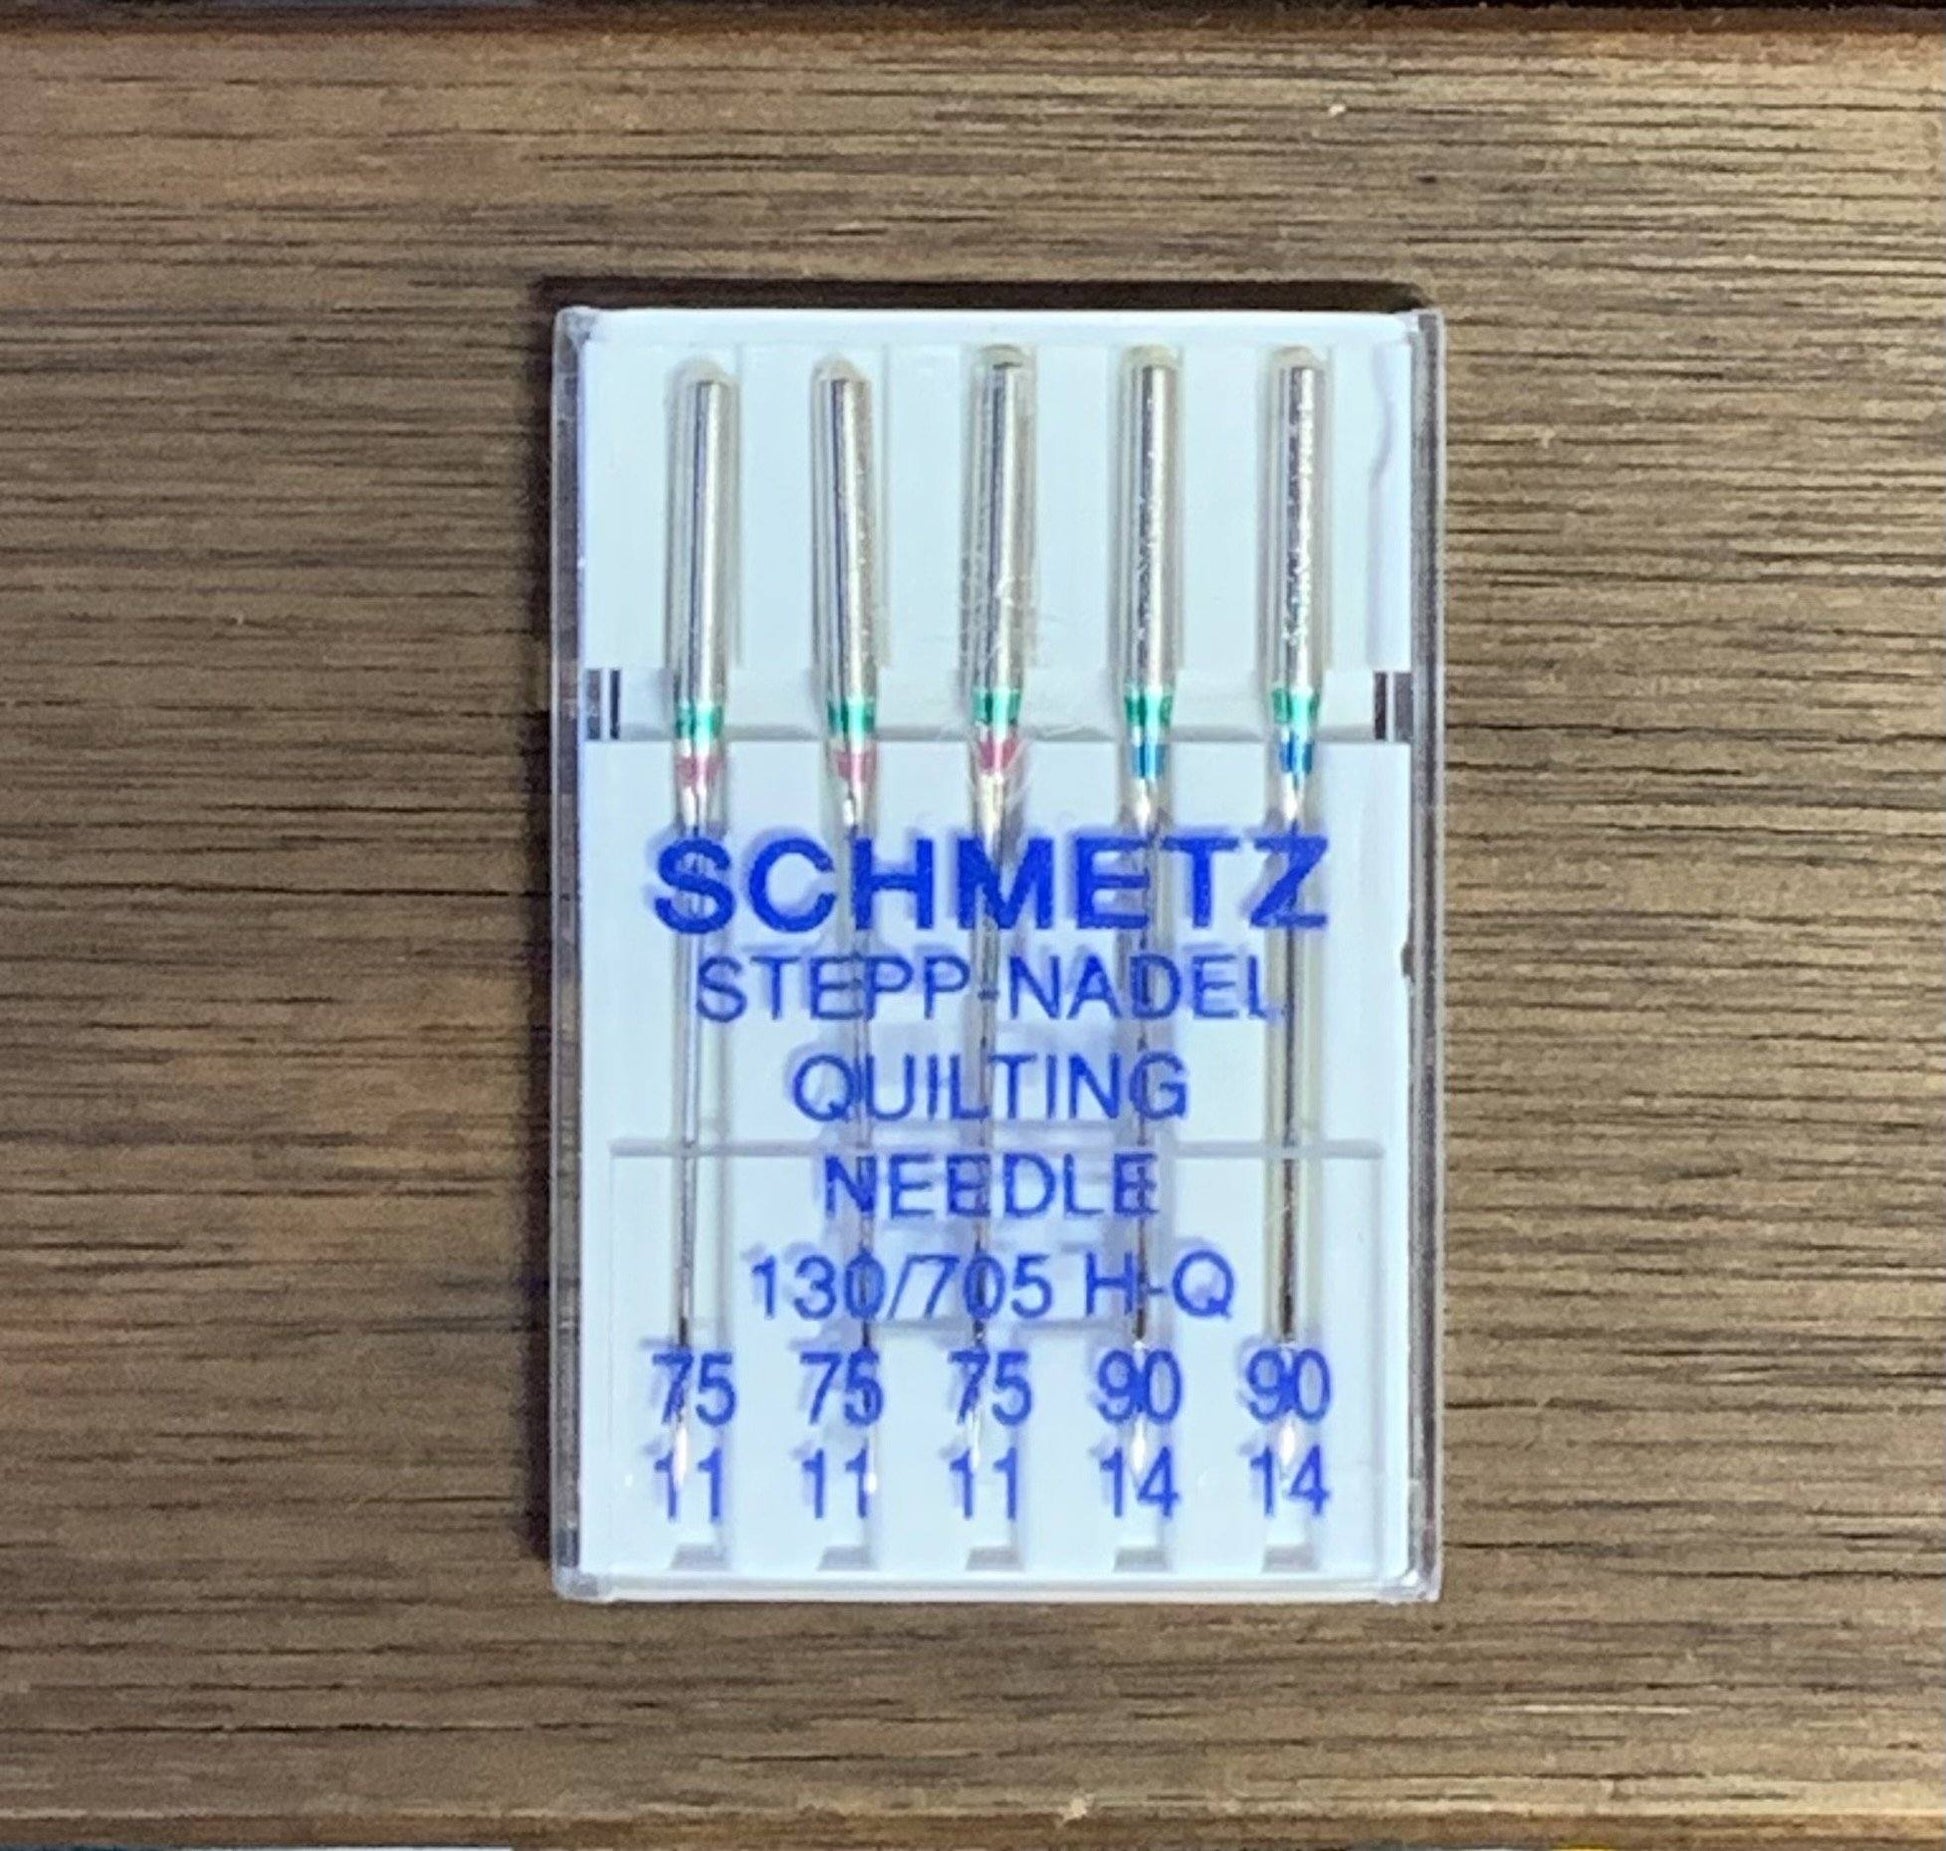 SCHMETZ
STEPP-NADEL
QUILTING
NEEDLE
130/705 H-Q
75 75 75 90 90
11 11 11 14 14